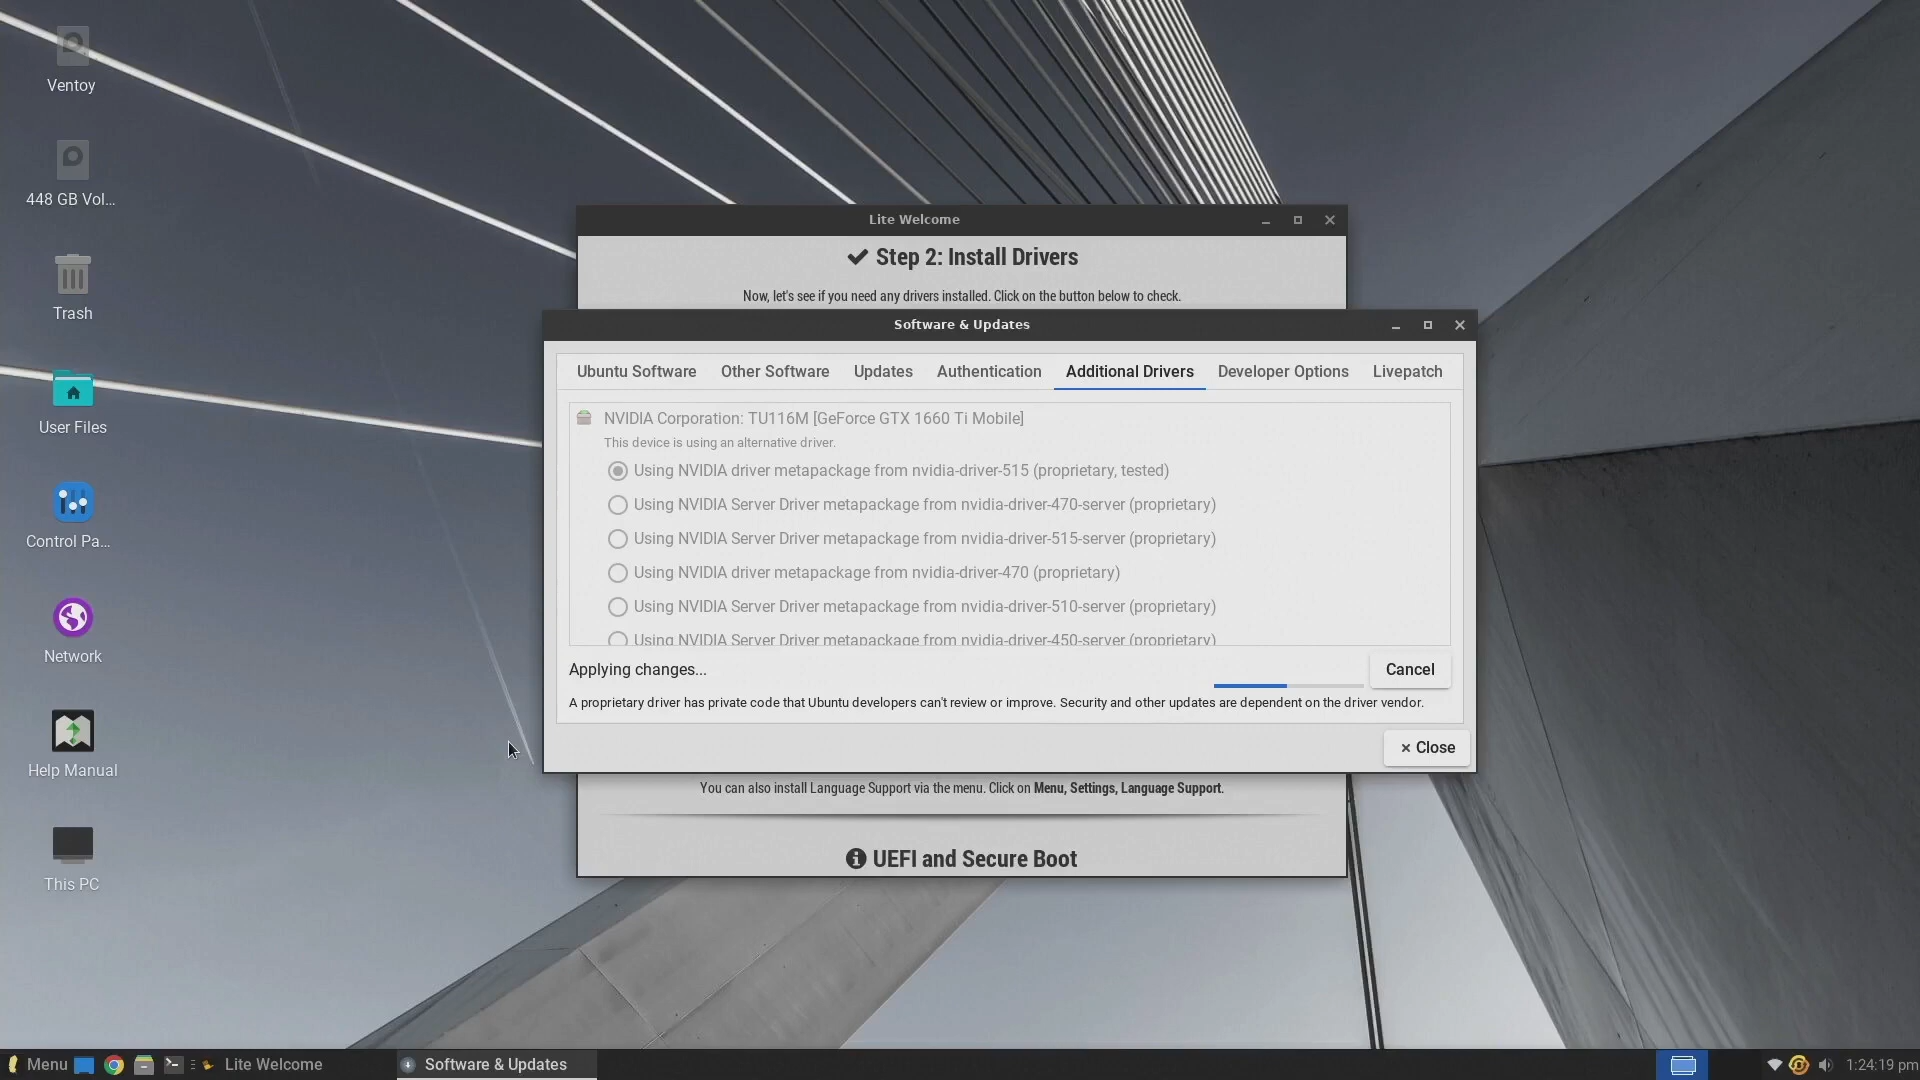 Ventoy
448 GB Vol...
Trash
User Files
Control Pa...
Network
Help Manual
This PC
Lite Welcome
Step 2: Install Drivers
Now, let's see if you need any drivers installed. Click on the button below to check.
Software & Updates
Ubuntu Software Other Software Updates Authentication Additional Drivers Developer Options Livepatch
NVIDIA Corporation: TU116M [GeForce GTX 1660 Ti Mobile]
This device is using an alternative driver.
Using NVIDIA driver metapackage from nvidia-driver-515 (proprietary, tested)
Using NVIDIA Server Driver metapackage from nvidia-driver-470-server (proprietary)
Using NVIDIA Server Driver metapackage from nvidia-driver-515-server (proprietary)
Using NVIDIA driver metapackage from nvidia-driver-470 (proprietary)
Using NVIDIA Server Driver metapackage from nvidia-driver-510-server (proprietary)
Using NVIDIA Server Driver metapackage from nvidia-driver-450-server (proprietary)
Applying changes... Cancel
A proprietary driver has private code that Ubuntu developers can't review or improve. Security and other updates are dependent on the driver vendor.
× Close
You can also install Language Support via the menu. Click on Menu, Settings, Language Support.
UEFI and Secure Boot
Menu Lite Welcome Software & Updates 1:24:19 pm